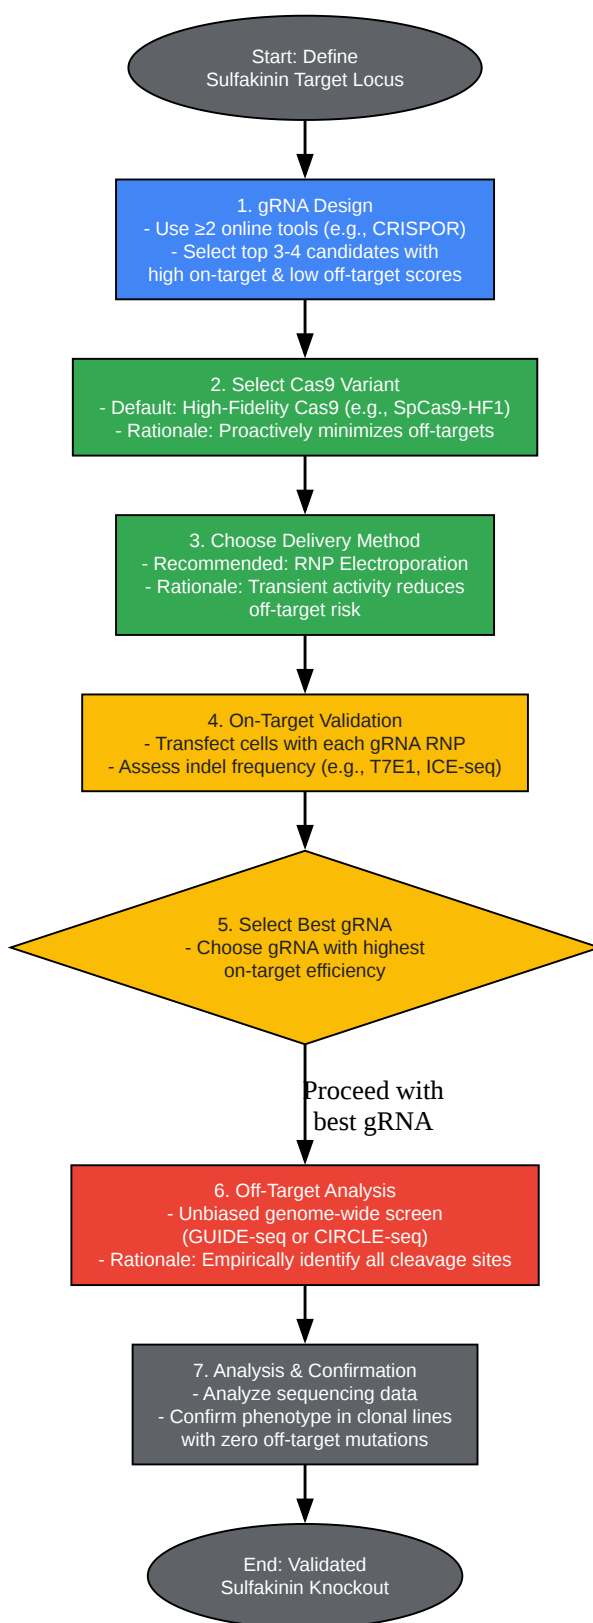 Start: Define
Sulfakinin Target Locus
1. gRNA Design
- Use ≥2 online tools (e.g., CRISPOR)
- Select top 3-4 candidates with
high on-target & low off-target scores
2. Select Cas9 Variant
- Default: High-Fidelity Cas9 (e.g., SpCas9-HF1)
- Rationale: Proactively minimizes off-targets
3. Choose Delivery Method
- Recommended: RNP Electroporation
- Rationale: Transient activity reduces
off-target risk
4. On-Target Validation
- Transfect cells with each gRNA RNP
- Assess indel frequency (e.g., T7E1, ICE-seq)
5. Select Best gRNA
- Choose gRNA with highest
on-target efficiency
Proceed with
best gRNA
6. Off-Target Analysis
- Unbiased genome-wide screen
(GUIDE-seq or CIRCLE-seq)
- Rationale: Empirically identify all cleavage sites
7. Analysis & Confirmation
- Analyze sequencing data
- Confirm phenotype in clonal lines
with zero off-target mutations
End: Validated
Sulfakinin Knockout